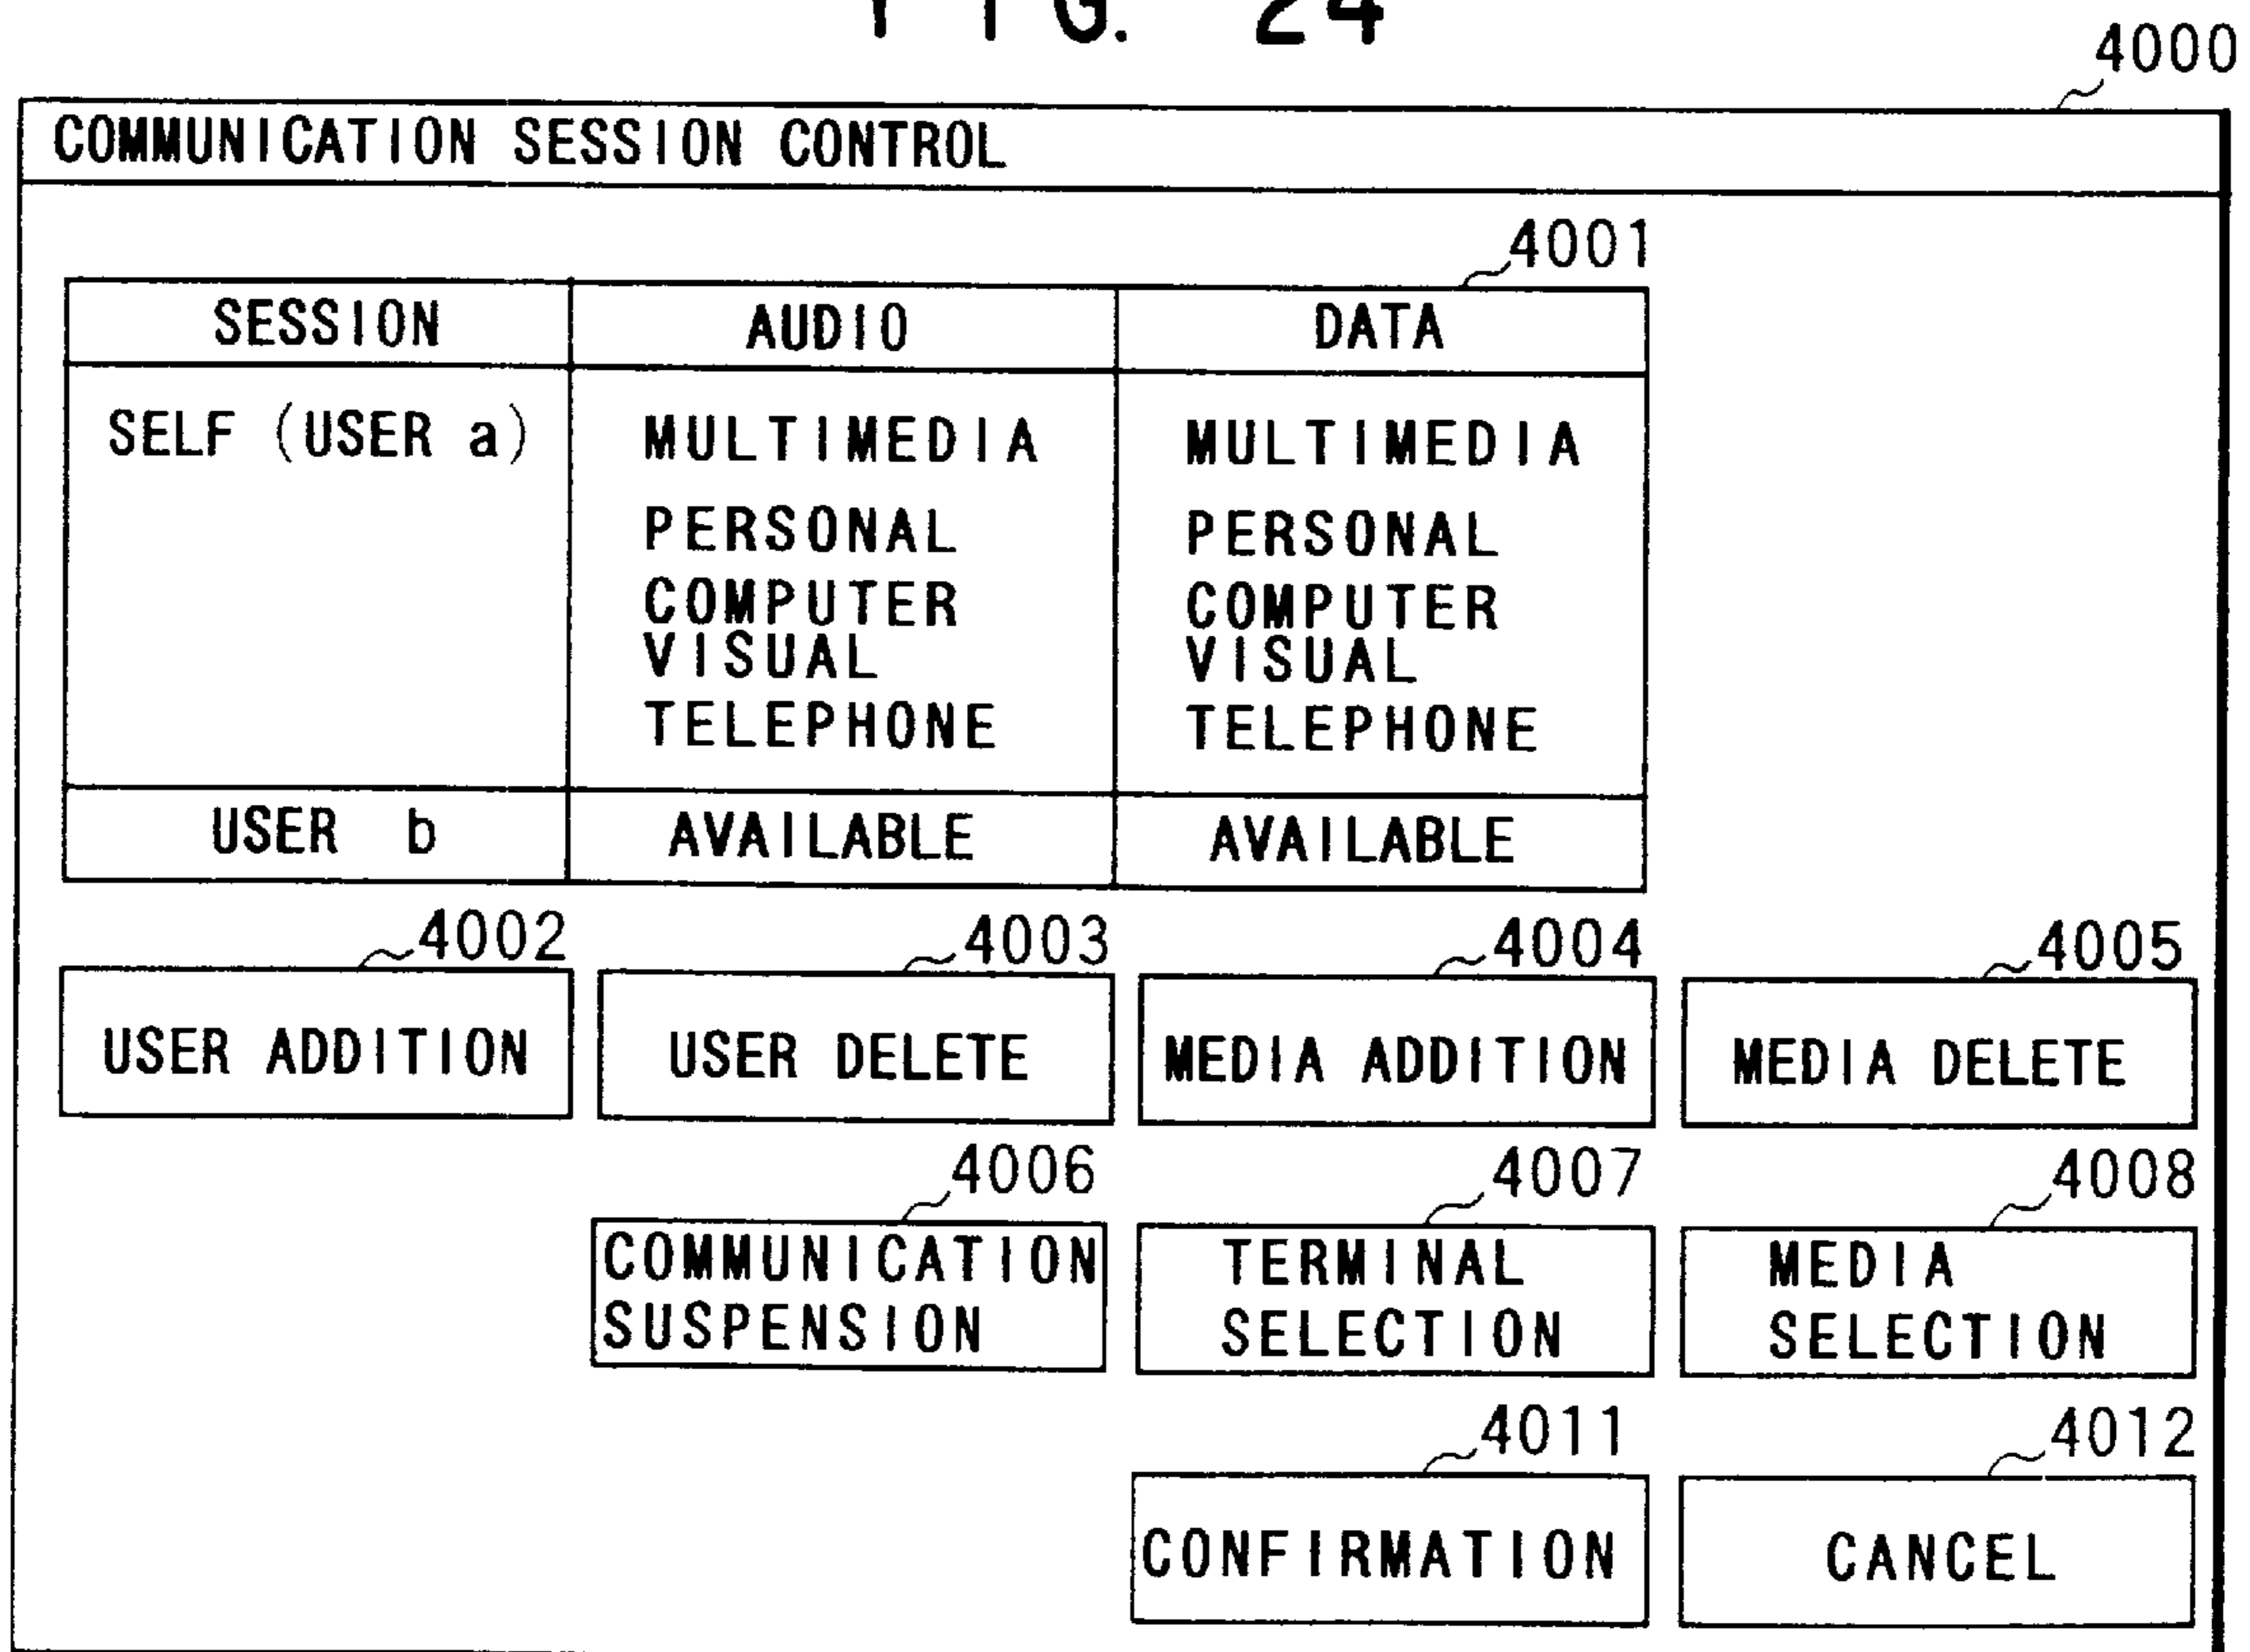 FIG. 24
4000
COMMUNICATION SESSION CONTROL
4001
SESSION AUDIO DATA
SELF (USER a) MULTIMEDIA MULTIMEDIA
PERSONAL PERSONAL
COMPUTER COMPUTER
VISUAL VISUAL
TELEPHONE TELEPHONE
USER b AVAILABLE AVAILABLE
4002 4003 4004 4005
USER ADDITION USER DELETE MEDIA ADDITION MEDIA DELETE
4006 4007 4008
COMMUNICATION TERMINAL MEDIA
SUSPENSION SELECTION SELECTION
4011 4012
CONFIRMATION CANCEL